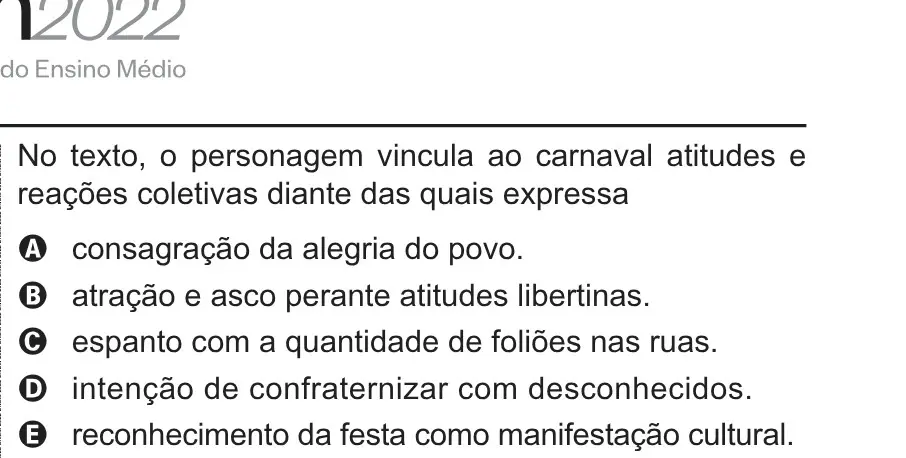 2022
do Ensino Médio
No texto, o personagem vincula ao carnaval atitudes e
reações coletivas diante das quais expressa
A consagração da alegria do povo.
B atração e asco perante atitudes libertinas.
C espanto com a quantidade de foliões nas ruas.
D intenção de confraternizar com desconhecidos.
E reconhecimento da festa como manifestação cultural.